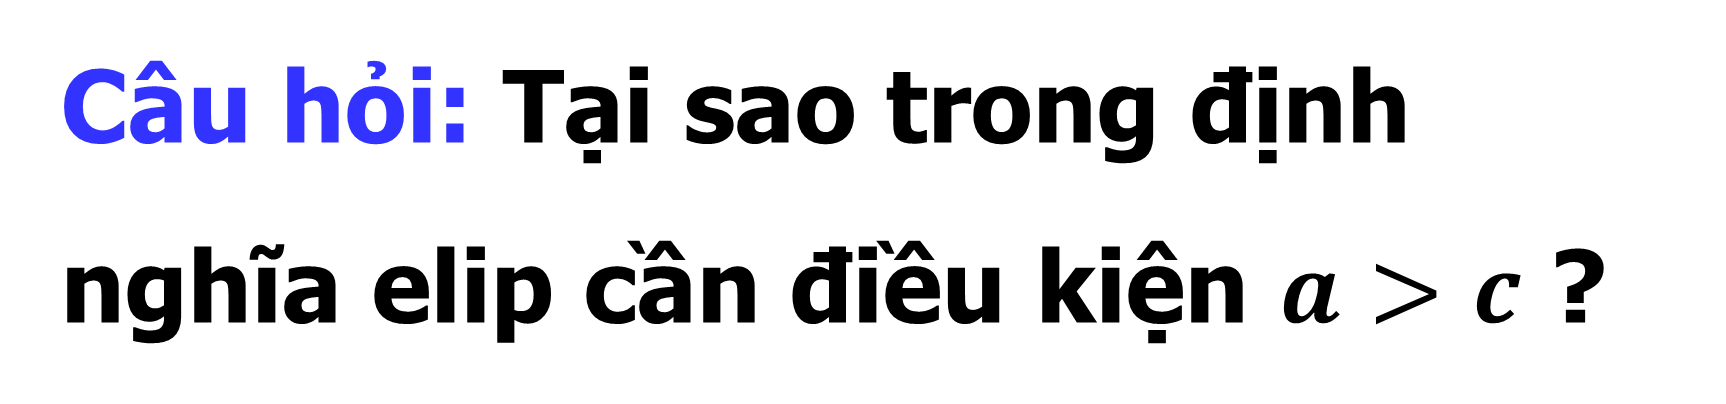 Câu hỏi: Tại sao trong định
nghĩa elip cần điều kiện a > c ?